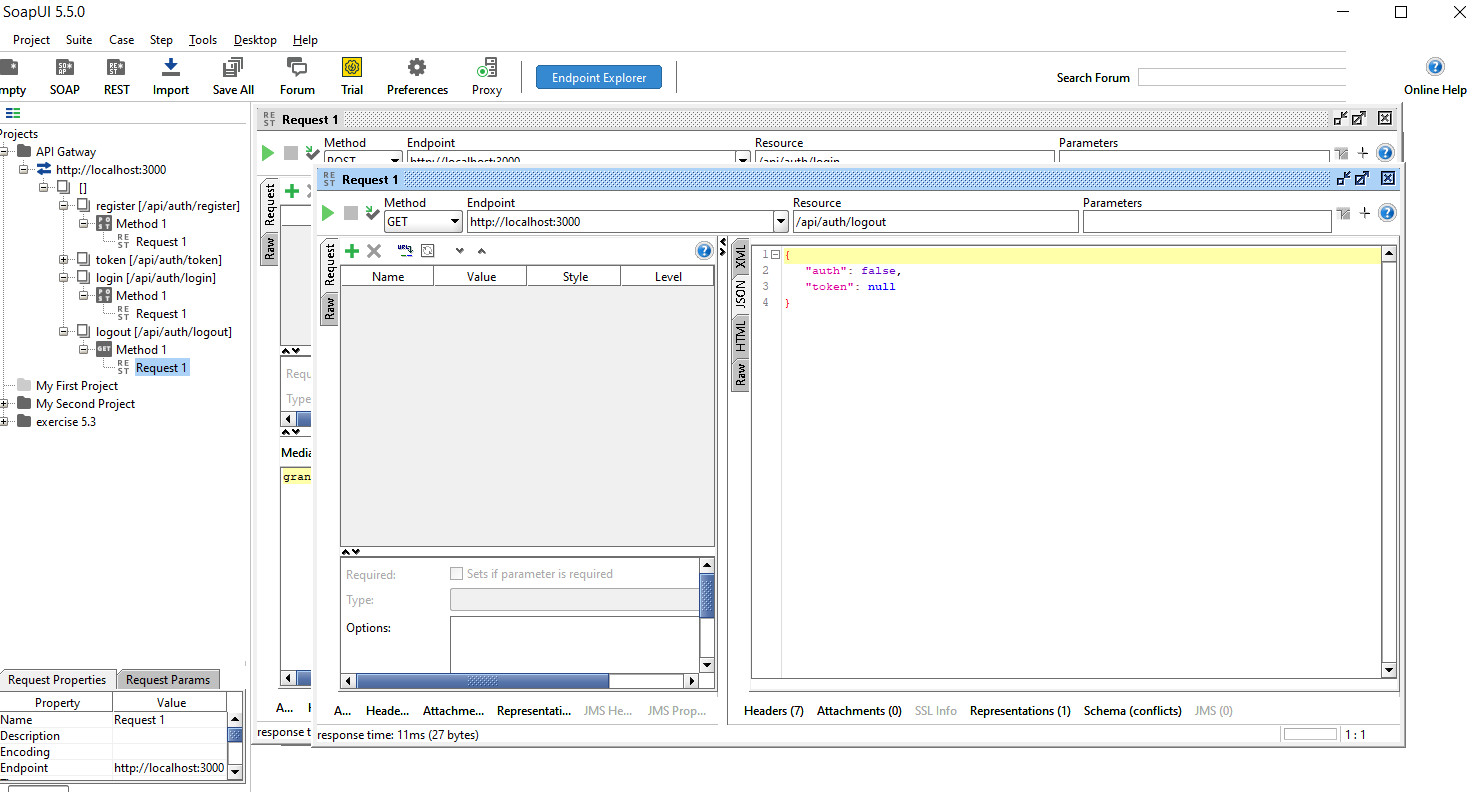 SoapUI 5.5.0
Project Suite Case Step Tools Desktop Help
mpty SOAP REST Import Save All Forum Trial Preferences Proxy Endpoint Explorer Search Forum Online Help
Projects
API Gatway
http://localhost:3000
[]
register [/api/auth/register]
Method 1
Request 1
token [/api/auth/token]
login [/api/auth/login]
Method 1
Request 1
logout [/api/auth/logout]
Method 1
Request 1
My First Project
My Second Project
exercise 5.3
Request Properties Request Params
Property Value
Name Request 1
Description
Encoding
Endpoint http://localhost:3000
Request 1
Method Endpoint Resource Parameters
POST http://localhost:3000 /api/auth/login
Request
Raw
Requ
Type
Media
gran
A...
response t
Request 1
Method Endpoint Resource Parameters
GET http://localhost:3000 /api/auth/logout
Request
Raw
Name Value Style Level
Required: Sets if parameter is required
Type:
Options:
A... Heade... Attachme... Representati... JMS He... JMS Prop...
XML
JSON
HTML
Raw
1 {
2 "auth": false,
3 "token": null
4 }
Headers (7) Attachments (0) SSL Info Representations (1) Schema (conflicts) JMS (0)
response time: 11ms (27 bytes) 1 : 1